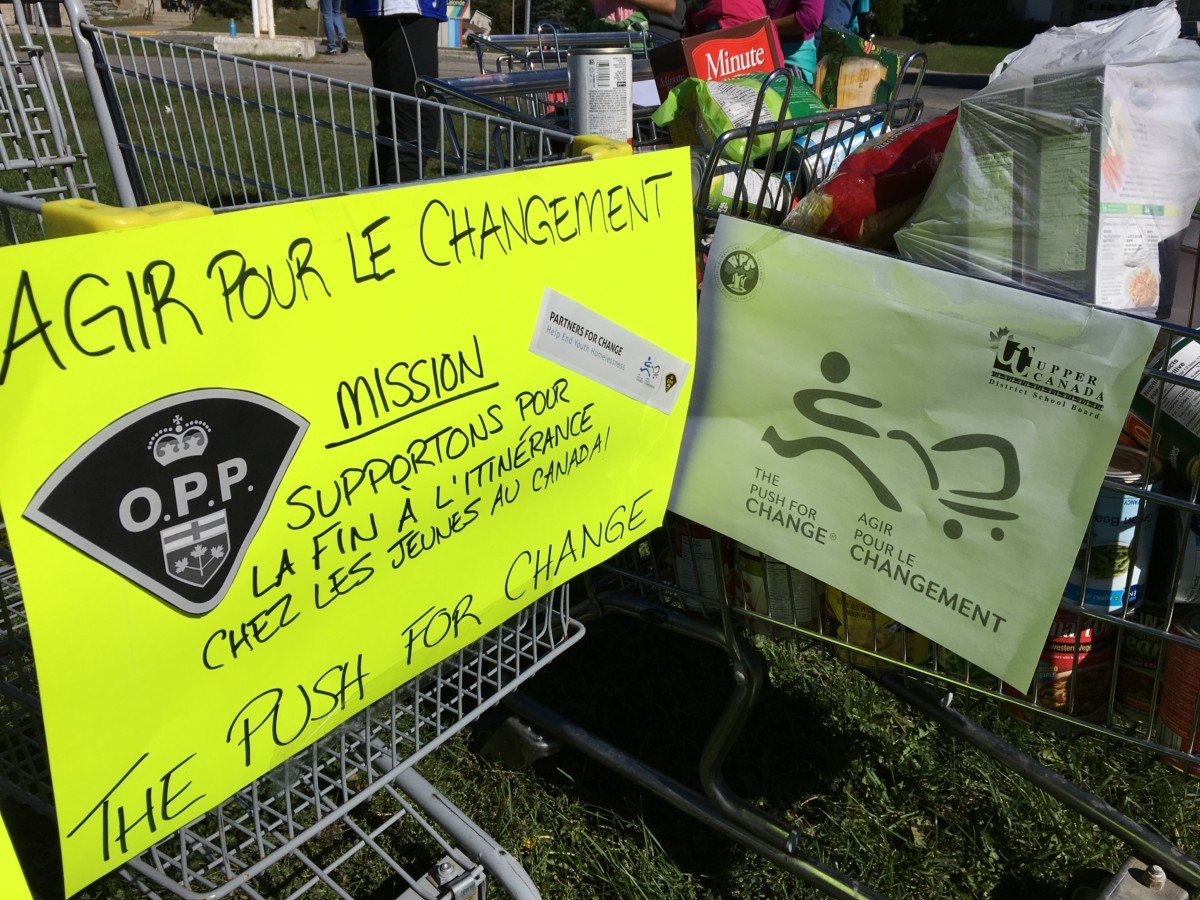 AGIR POUR LE CHANGEMENT
MISSION
SUPPORTONS POUR
LA FIN À L'ITINÉRANCE
CHEZ LES JEUNES AU CANADA!
THE PUSH FOR CHANGE
O.P.P.
PARTNERS FOR CHANGE
Help End Youth Homelessness
Minute
UPPER
CANADA
District School Board
THE
PUSH FOR
CHANGE®
AGIR
POUR LE
CHANGEMENT